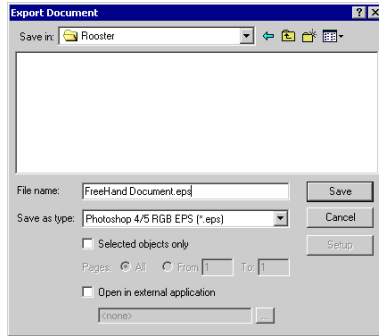 Export Document
Save in: Rooster
File name: FreeHand Document.eps Save
Save as type: Photoshop 4/5 RGB EPS (*.eps) Cancel
Selected objects only Setup
Pages: All From 1 To: 1
Open in external application
<none> ...